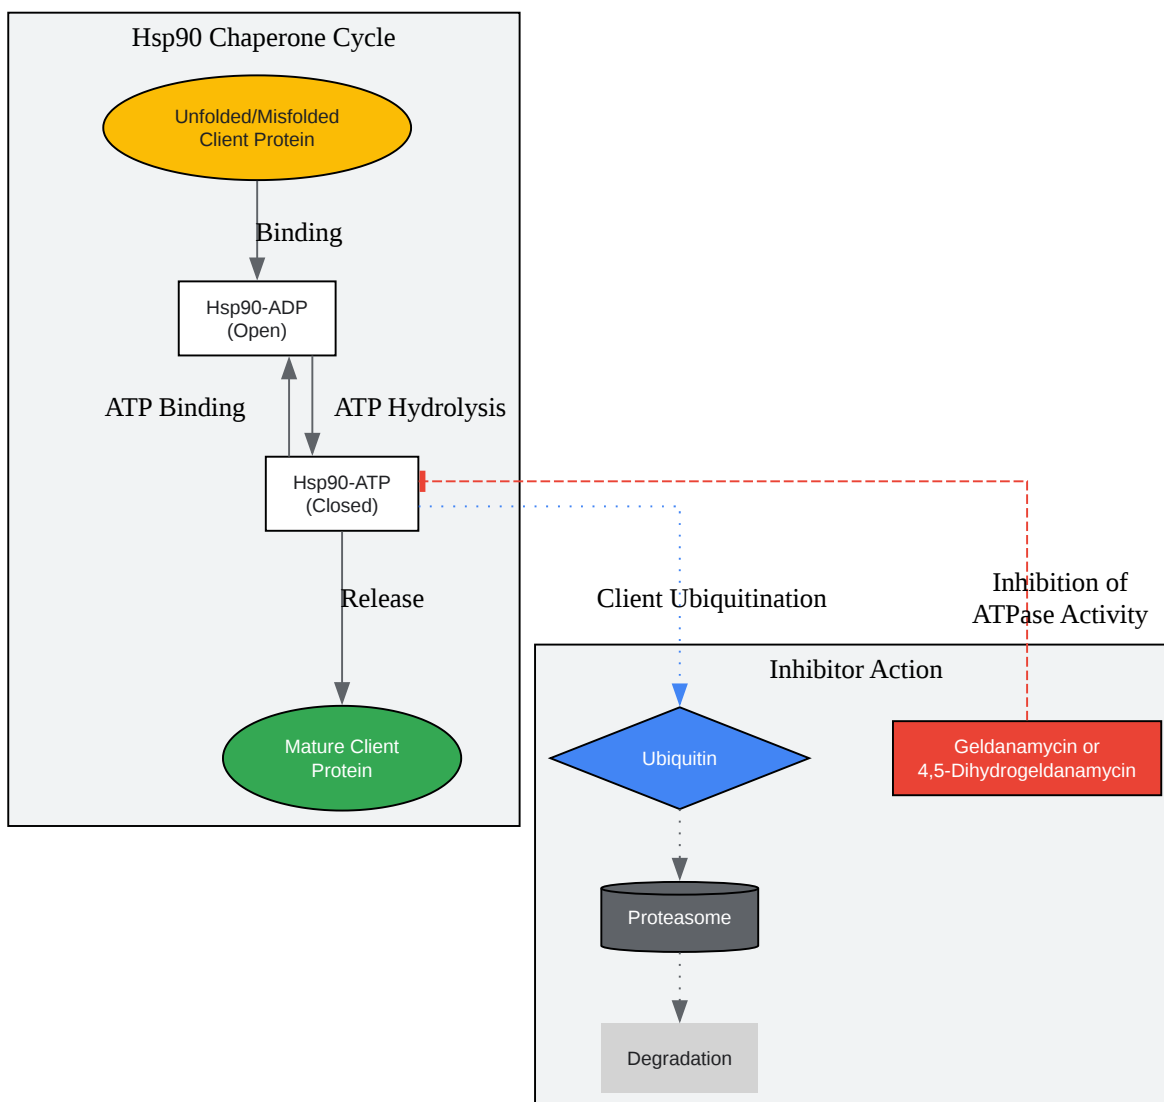 Hsp90 Chaperone Cycle
Unfolded/Misfolded
Client Protein
Binding
Hsp90-ADP
(Open)
ATP Binding
ATP Hydrolysis
Hsp90-ATP
(Closed)
Release
Client Ubiquitination
Inhibition of
ATPase Activity
Inhibitor Action
Mature Client
Protein
Ubiquitin
Geldanamycin or
4,5-Dihydrogeldanamycin
Proteasome
Degradation